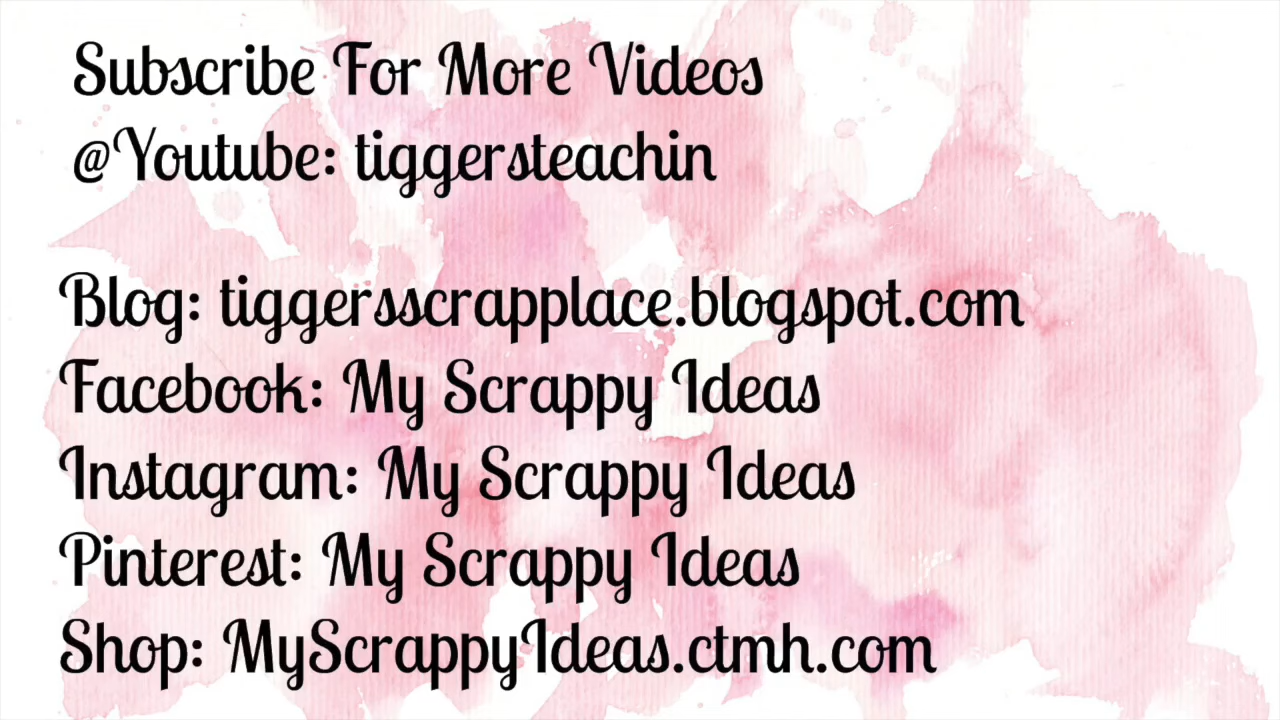 Subscribe For More Videos
@Youtube: tiggersteachin
Blog: tiggersscrapplace.blogspot.com
Facebook: My Scrappy Ideas
Instagram: My Scrappy Ideas
Pinterest: My Scrappy Ideas
Shop: MyScrappyIdeas.ctmh.com